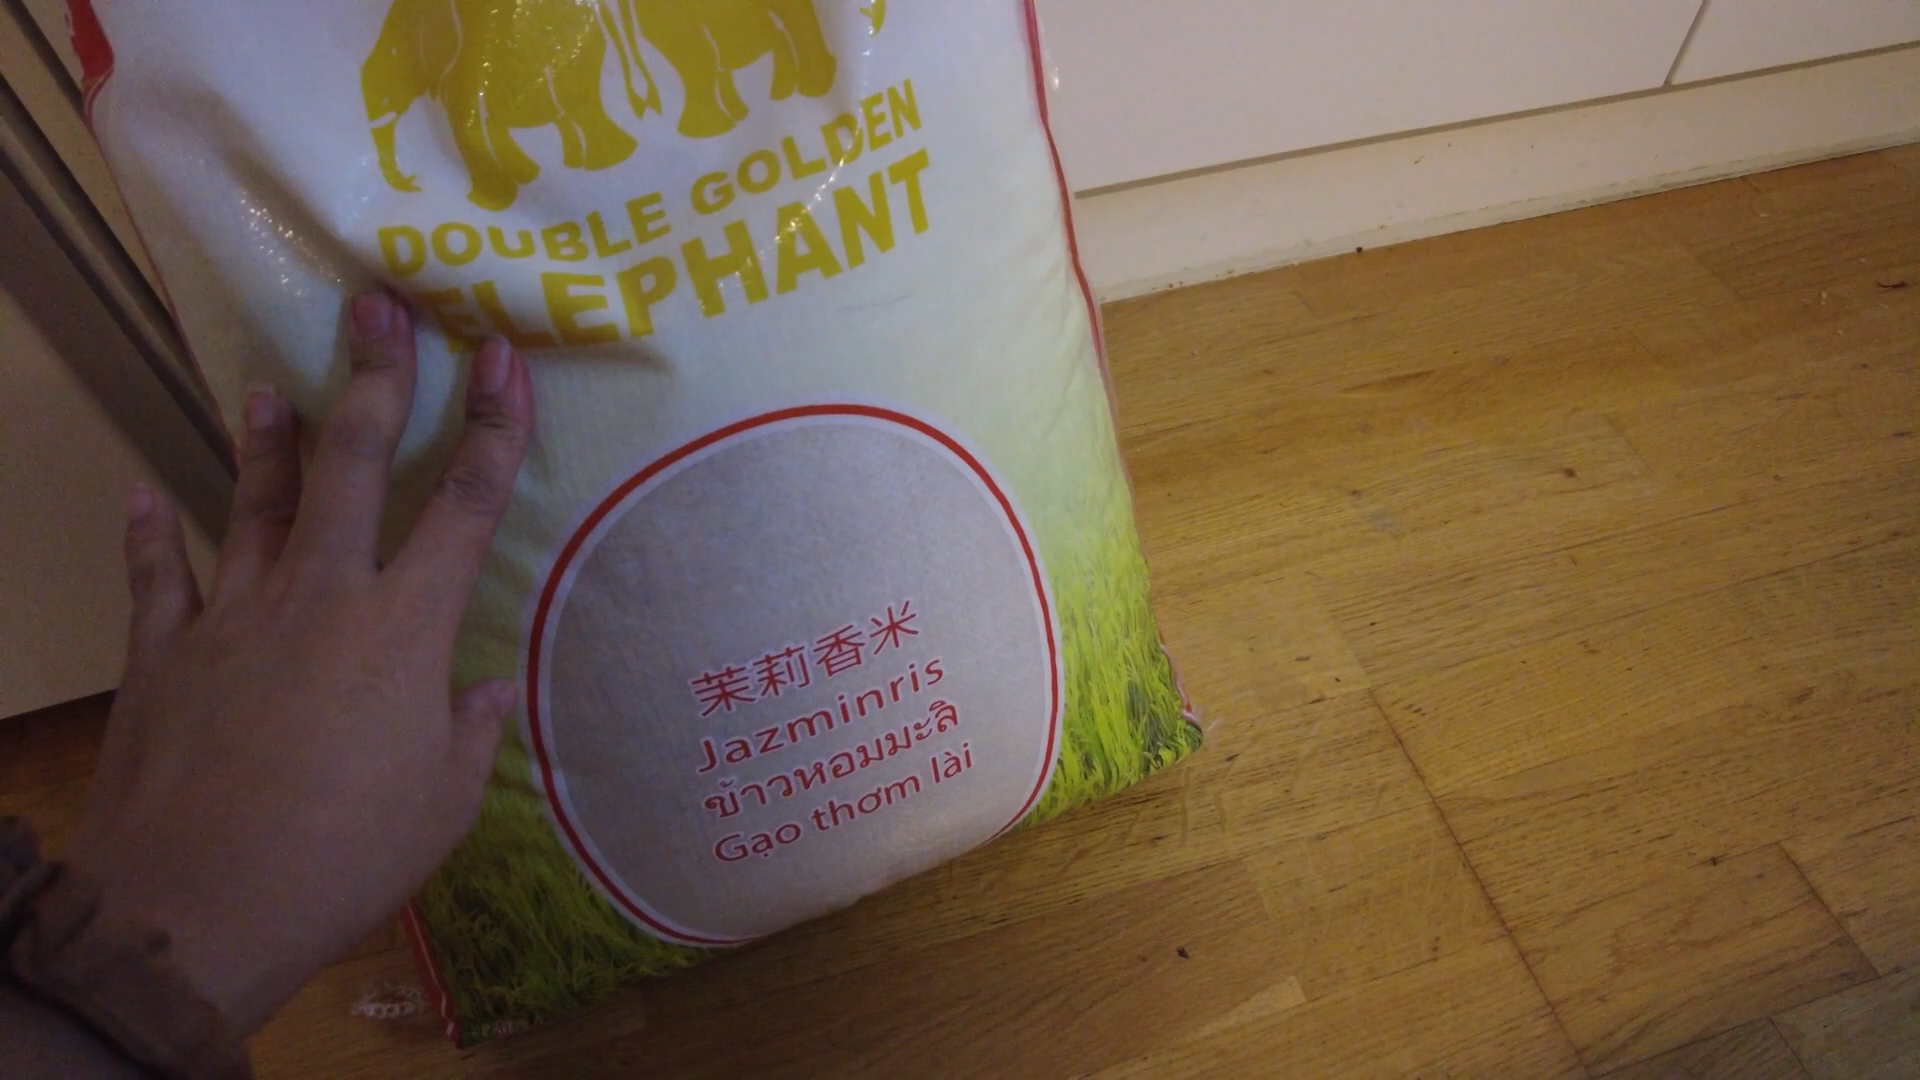 DOUBLE GOLDEN
ELEPHANT
茉莉香米
Jazminris
ข้าวหอมมะลิ
Gạo thơm lài